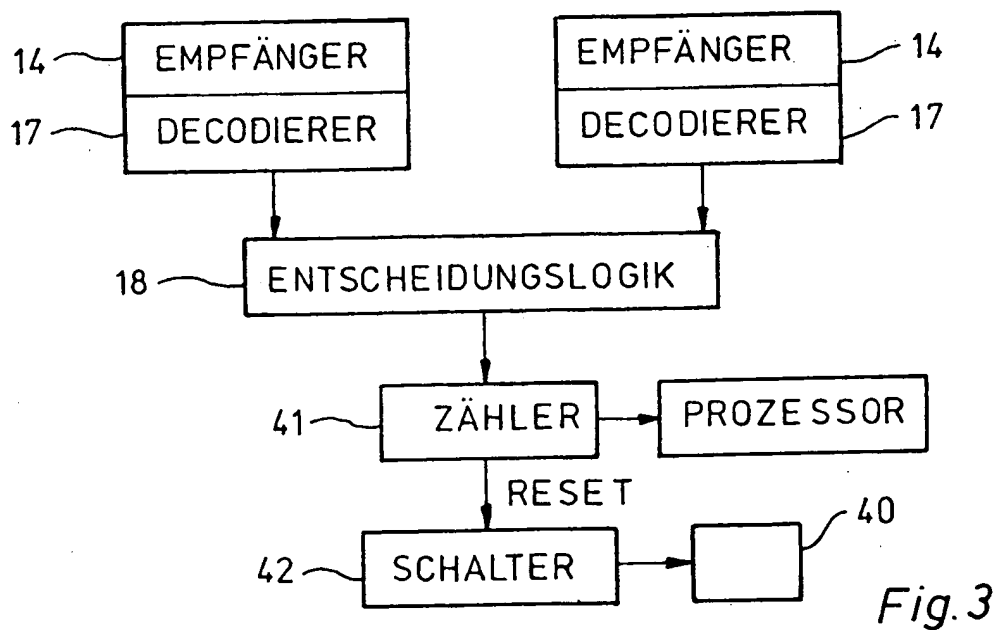 14 EMPFÄNGER EMPFÄNGER 14
17 DECODIERER DECODIERER 17
18 ENTSCHEIDUNGSLOGIK
41 ZÄHLER PROZESSOR
RESET
42 SCHALTER 40
Fig. 3